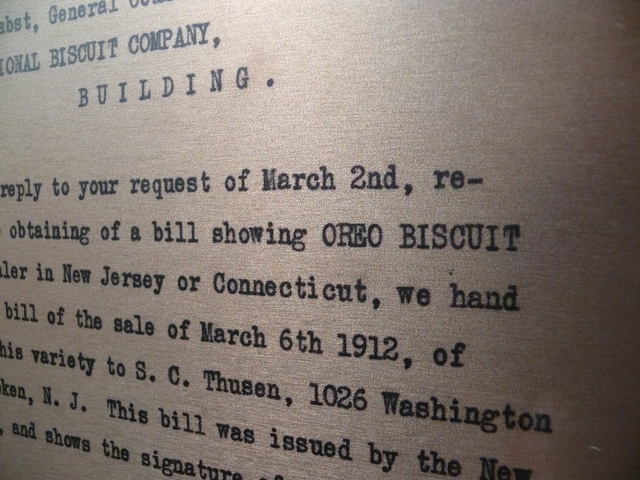 abst, General
IONAL BISCUIT COMPANY,
BUILDING.
reply to your request of March 2nd, re-
obtaining of a bill showing OREO BISCUIT
ler in New Jersey or Connecticut, we hand
bill of the sale of March 6th 1912, of
his variety to S. C. Thusen, 1026 Washington
ken, N. J. This bill was issued by the New
, and shows the signature